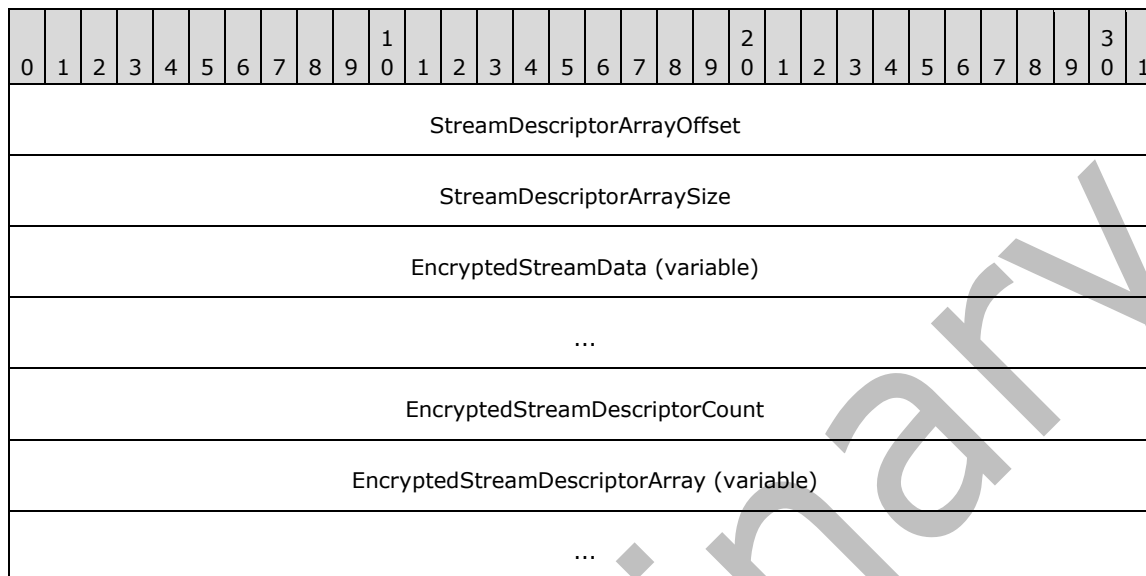 1 2 3
0 1 2 3 4 5 6 7 8 9 0 1 2 3 4 5 6 7 8 9 0 1 2 3 4 5 6 7 8 9 0 1
StreamDescriptorArrayOffset
StreamDescriptorArraySize
EncryptedStreamData (variable)
...
EncryptedStreamDescriptorCount
EncryptedStreamDescriptorArray (variable)
...
inary